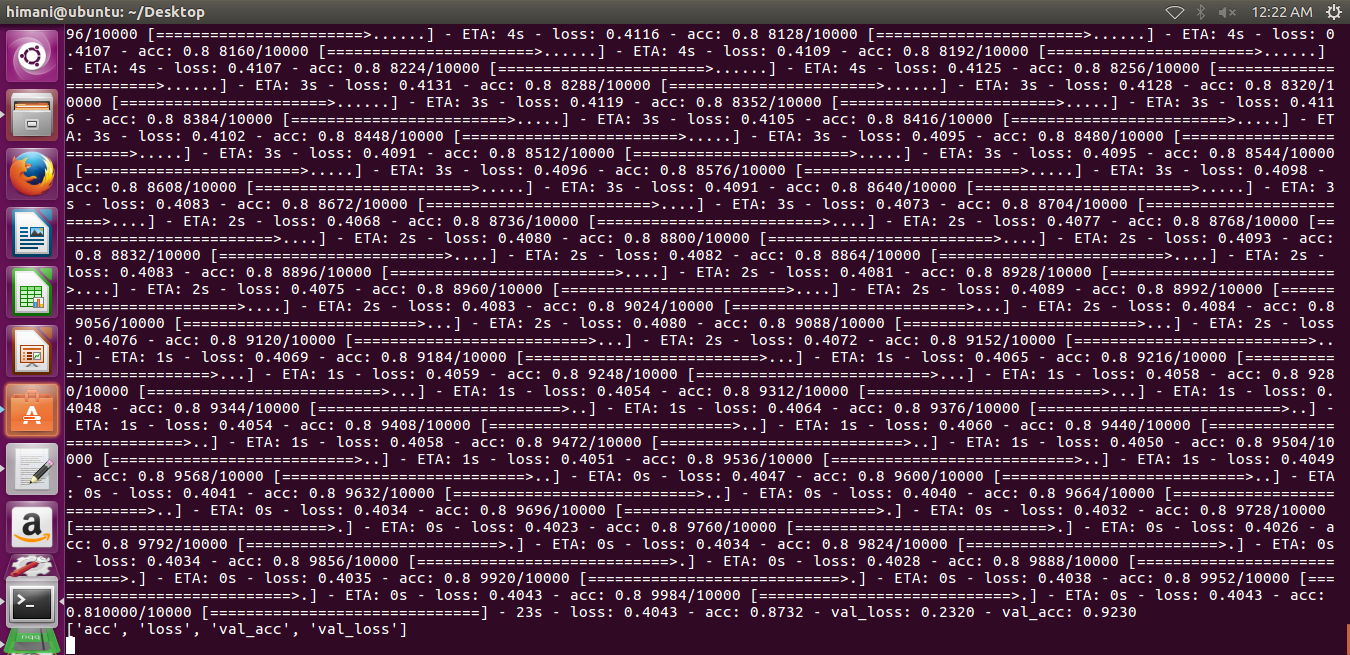 himani@ubuntu: ~/Desktop
12:22 AM
96/10000 [=======================>......] - ETA: 4s - loss: 0.4116 - acc: 0.8 8128/10000 [=======================>......] - ETA: 4s - loss: 0
.4107 - acc: 0.8 8160/10000 [=======================>......] - ETA: 4s - loss: 0.4109 - acc: 0.8 8192/10000 [=======================>......]
- ETA: 4s - loss: 0.4107 - acc: 0.8 8224/10000 [=======================>......] - ETA: 4s - loss: 0.4125 - acc: 0.8 8256/10000 [=============
==========>......] - ETA: 3s - loss: 0.4131 - acc: 0.8 8288/10000 [=======================>......] - ETA: 3s - loss: 0.4128 - acc: 0.8 8320/1
0000 [=======================>......] - ETA: 3s - loss: 0.4119 - acc: 0.8 8352/10000 [=======================>......] - ETA: 3s - loss: 0.411
6 - acc: 0.8 8384/10000 [========================>.....] - ETA: 3s - loss: 0.4105 - acc: 0.8 8416/10000 [========================>.....] - ET
A: 3s - loss: 0.4102 - acc: 0.8 8448/10000 [========================>.....] - ETA: 3s - loss: 0.4095 - acc: 0.8 8480/10000 [=================
=======>.....] - ETA: 3s - loss: 0.4091 - acc: 0.8 8512/10000 [========================>.....] - ETA: 3s - loss: 0.4095 - acc: 0.8 8544/10000
[========================>.....] - ETA: 3s - loss: 0.4096 - acc: 0.8 8576/10000 [========================>.....] - ETA: 3s - loss: 0.4098 -
acc: 0.8 8608/10000 [========================>.....] - ETA: 3s - loss: 0.4091 - acc: 0.8 8640/10000 [========================>.....] - ETA: 3
s - loss: 0.4083 - acc: 0.8 8672/10000 [=========================>....] - ETA: 3s - loss: 0.4073 - acc: 0.8 8704/10000 [=====================
====>....] - ETA: 2s - loss: 0.4068 - acc: 0.8 8736/10000 [=========================>....] - ETA: 2s - loss: 0.4077 - acc: 0.8 8768/10000 [==
=======================>....] - ETA: 2s - loss: 0.4080 - acc: 0.8 8800/10000 [=========================>....] - ETA: 2s - loss: 0.4093 - acc:
0.8 8832/10000 [=========================>....] - ETA: 2s - loss: 0.4082 - acc: 0.8 8864/10000 [=========================>....] - ETA: 2s -
loss: 0.4083 - acc: 0.8 8896/10000 [=========================>....] - ETA: 2s - loss: 0.4081 - acc: 0.8 8928/10000 [=========================
>....] - ETA: 2s - loss: 0.4075 - acc: 0.8 8960/10000 [=========================>....] - ETA: 2s - loss: 0.4089 - acc: 0.8 8992/10000 [======
===================>....] - ETA: 2s - loss: 0.4083 - acc: 0.8 9024/10000 [==========================>...] - ETA: 2s - loss: 0.4084 - acc: 0.8
9056/10000 [==========================>...] - ETA: 2s - loss: 0.4080 - acc: 0.8 9088/10000 [==========================>...] - ETA: 2s - loss
: 0.4076 - acc: 0.8 9120/10000 [==========================>...] - ETA: 2s - loss: 0.4072 - acc: 0.8 9152/10000 [==========================>..
.] - ETA: 1s - loss: 0.4069 - acc: 0.8 9184/10000 [==========================>...] - ETA: 1s - loss: 0.4065 - acc: 0.8 9216/10000 [==========
================>...] - ETA: 1s - loss: 0.4059 - acc: 0.8 9248/10000 [==========================>...] - ETA: 1s - loss: 0.4058 - acc: 0.8 928
0/10000 [==========================>...] - ETA: 1s - loss: 0.4054 - acc: 0.8 9312/10000 [==========================>...] - ETA: 1s - loss: 0.
4048 - acc: 0.8 9344/10000 [===========================>..] - ETA: 1s - loss: 0.4064 - acc: 0.8 9376/10000 [===========================>..] -
ETA: 1s - loss: 0.4054 - acc: 0.8 9408/10000 [===========================>..] - ETA: 1s - loss: 0.4060 - acc: 0.8 9440/10000 [==============
=============>..] - ETA: 1s - loss: 0.4058 - acc: 0.8 9472/10000 [===========================>..] - ETA: 1s - loss: 0.4050 - acc: 0.8 9504/10
000 [===========================>..] - ETA: 1s - loss: 0.4051 - acc: 0.8 9536/10000 [===========================>..] - ETA: 1s - loss: 0.4049
- acc: 0.8 9568/10000 [===========================>..] - ETA: 0s - loss: 0.4047 - acc: 0.8 9600/10000 [===========================>..] - ETA
: 0s - loss: 0.4041 - acc: 0.8 9632/10000 [===========================>..] - ETA: 0s - loss: 0.4040 - acc: 0.8 9664/10000 [==================
=========>..] - ETA: 0s - loss: 0.4034 - acc: 0.8 9696/10000 [============================>.] - ETA: 0s - loss: 0.4032 - acc: 0.8 9728/10000
[============================>.] - ETA: 0s - loss: 0.4023 - acc: 0.8 9760/10000 [============================>.] - ETA: 0s - loss: 0.4026 - a
cc: 0.8 9792/10000 [============================>.] - ETA: 0s - loss: 0.4034 - acc: 0.8 9824/10000 [============================>.] - ETA: 0s
- loss: 0.4034 - acc: 0.8 9856/10000 [============================>.] - ETA: 0s - loss: 0.4028 - acc: 0.8 9888/10000 [======================
======>.] - ETA: 0s - loss: 0.4035 - acc: 0.8 9920/10000 [============================>.] - ETA: 0s - loss: 0.4038 - acc: 0.8 9952/10000 [===
=========================>.] - ETA: 0s - loss: 0.4043 - acc: 0.8 9984/10000 [============================>.] - ETA: 0s - loss: 0.4043 - acc:
0.810000/10000 [==============================] - 23s - loss: 0.4043 - acc: 0.8732 - val_loss: 0.2320 - val_acc: 0.9230
['acc', 'loss', 'val_acc', 'val_loss']